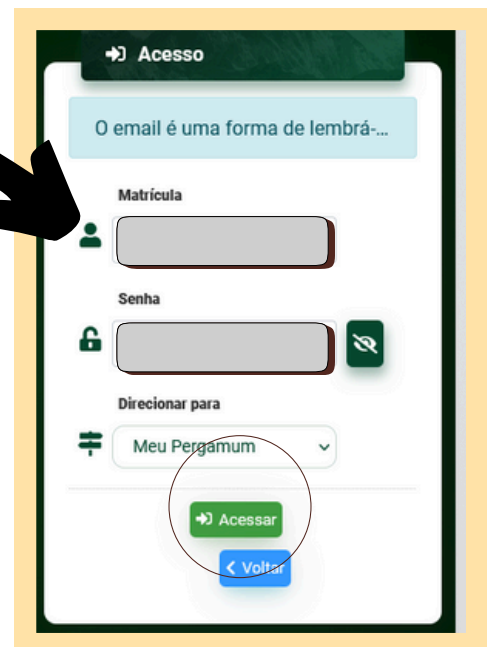 Acesso
O email é uma forma de lembrá-...
Matrícula
Senha
Direcionar para
Meu Pergamum
Acessar
Voltar